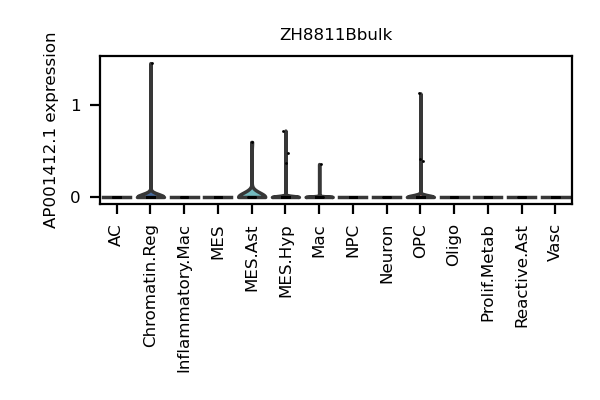 ZH8811Bbulk
AP001412.1 expression
1
0
AC
Chromatin.Reg
Inflammatory.Mac
MES
MES.Ast
MES.Hyp
Mac
NPC
Neuron
OPC
Oligo
Prolif.Metab
Reactive.Ast
Vasc